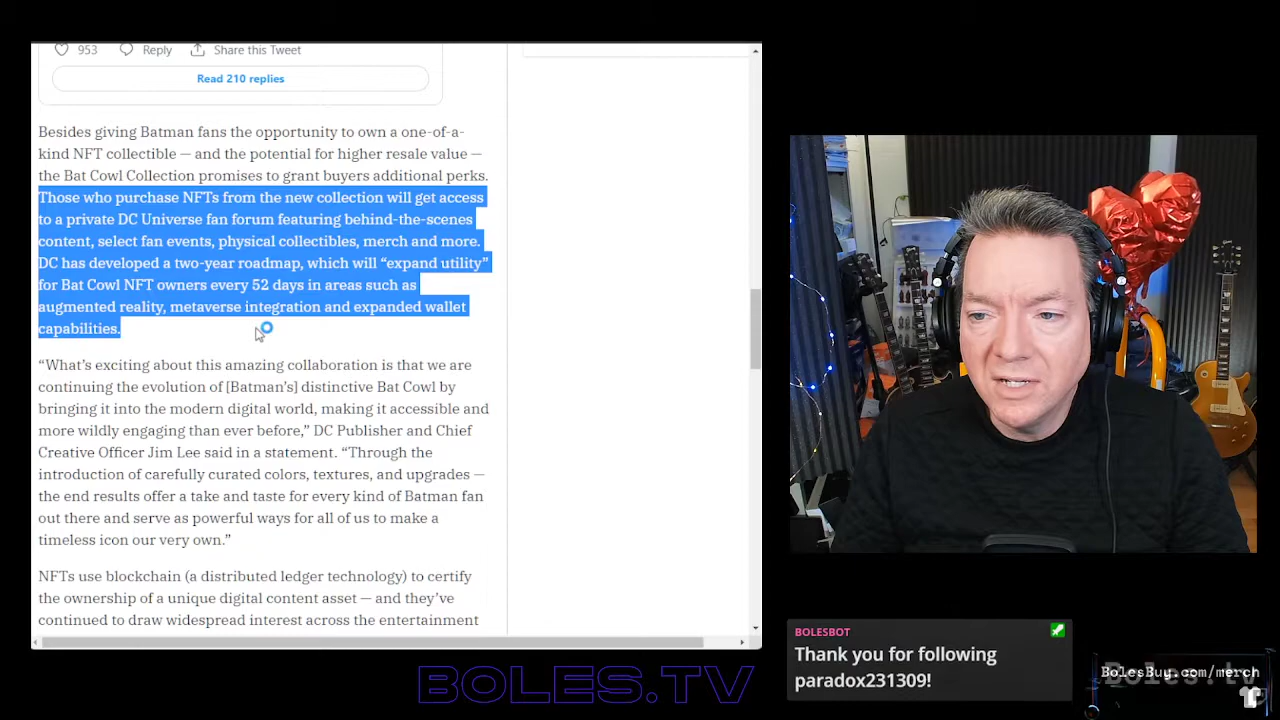 953 Reply Share this Tweet
Read 210 replies
Besides giving Batman fans the opportunity to own a one-of-a-
kind NFT collectible — and the potential for higher resale value —
the Bat Cowl Collection promises to grant buyers additional perks.
Those who purchase NFTs from the new collection will get access
to a private DC Universe fan forum featuring behind-the-scenes
content, select fan events, physical collectibles, merch and more.
DC has developed a two-year roadmap, which will “expand utility”
for Bat Cowl NFT owners every 52 days in areas such as
augmented reality, metaverse integration and expanded wallet
capabilities.
“What’s exciting about this amazing collaboration is that we are
continuing the evolution of [Batman’s] distinctive Bat Cowl by
bringing it into the modern digital world, making it accessible and
more wildly engaging than ever before,” DC Publisher and Chief
Creative Officer Jim Lee said in a statement. “Through the
introduction of carefully curated colors, textures, and upgrades —
the end results offer a take and taste for every kind of Batman fan
out there and serve as powerful ways for all of us to make a
timeless icon our very own.”
NFTs use blockchain (a distributed ledger technology) to certify
the ownership of a unique digital content asset — and they’ve
continued to draw widespread interest across the entertainment
BOLESBOT
Thank you for following
paradox231309!
BOLES.TV
BolesBuy.com/merch
Boles.tv